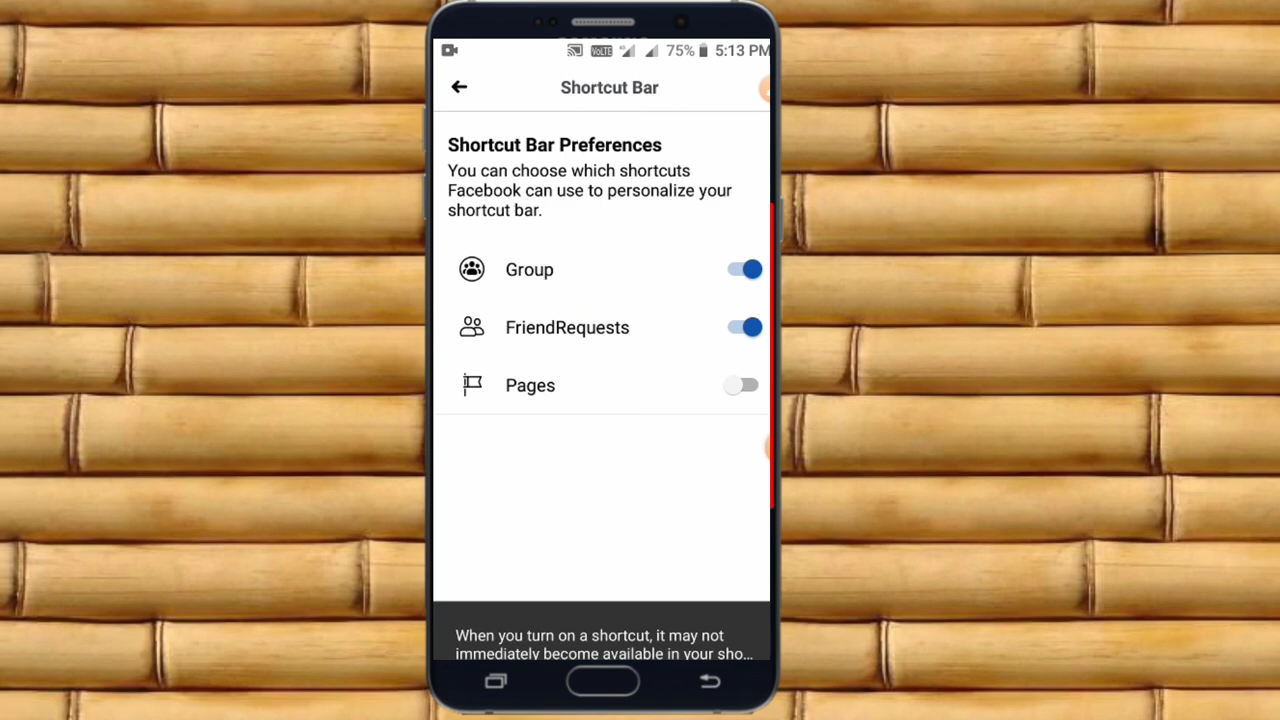 VoLTE 75% 5:13 PM
Shortcut Bar
Shortcut Bar Preferences
You can choose which shortcuts
Facebook can use to personalize your
shortcut bar.
Group
FriendRequests
Pages
When you turn on a shortcut, it may not
immediately become available in your sho...